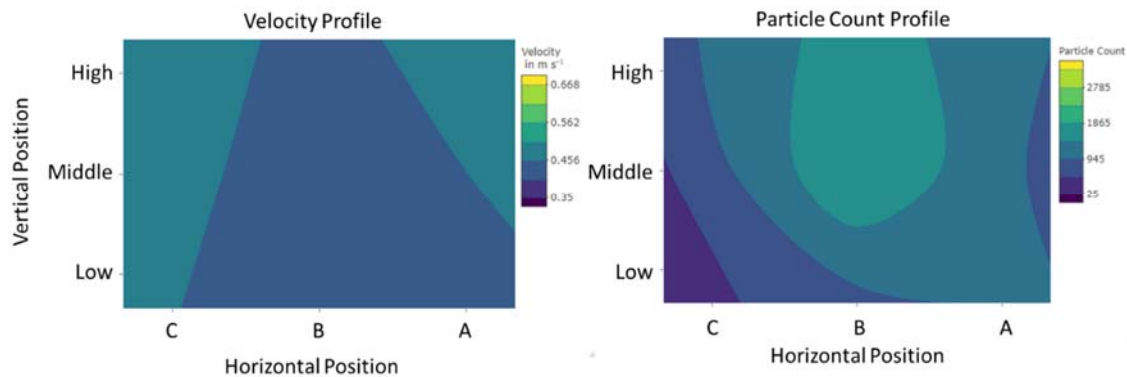 Velocity Profile
Velocity
in m s⁻¹
0.668
0.562
0.456
0.35
High
Middle
Low
Vertical Position
C B A
Horizontal Position
Particle Count Profile
Particle Count
2785
1865
945
25
High
Middle
Low
C B A
Horizontal Position